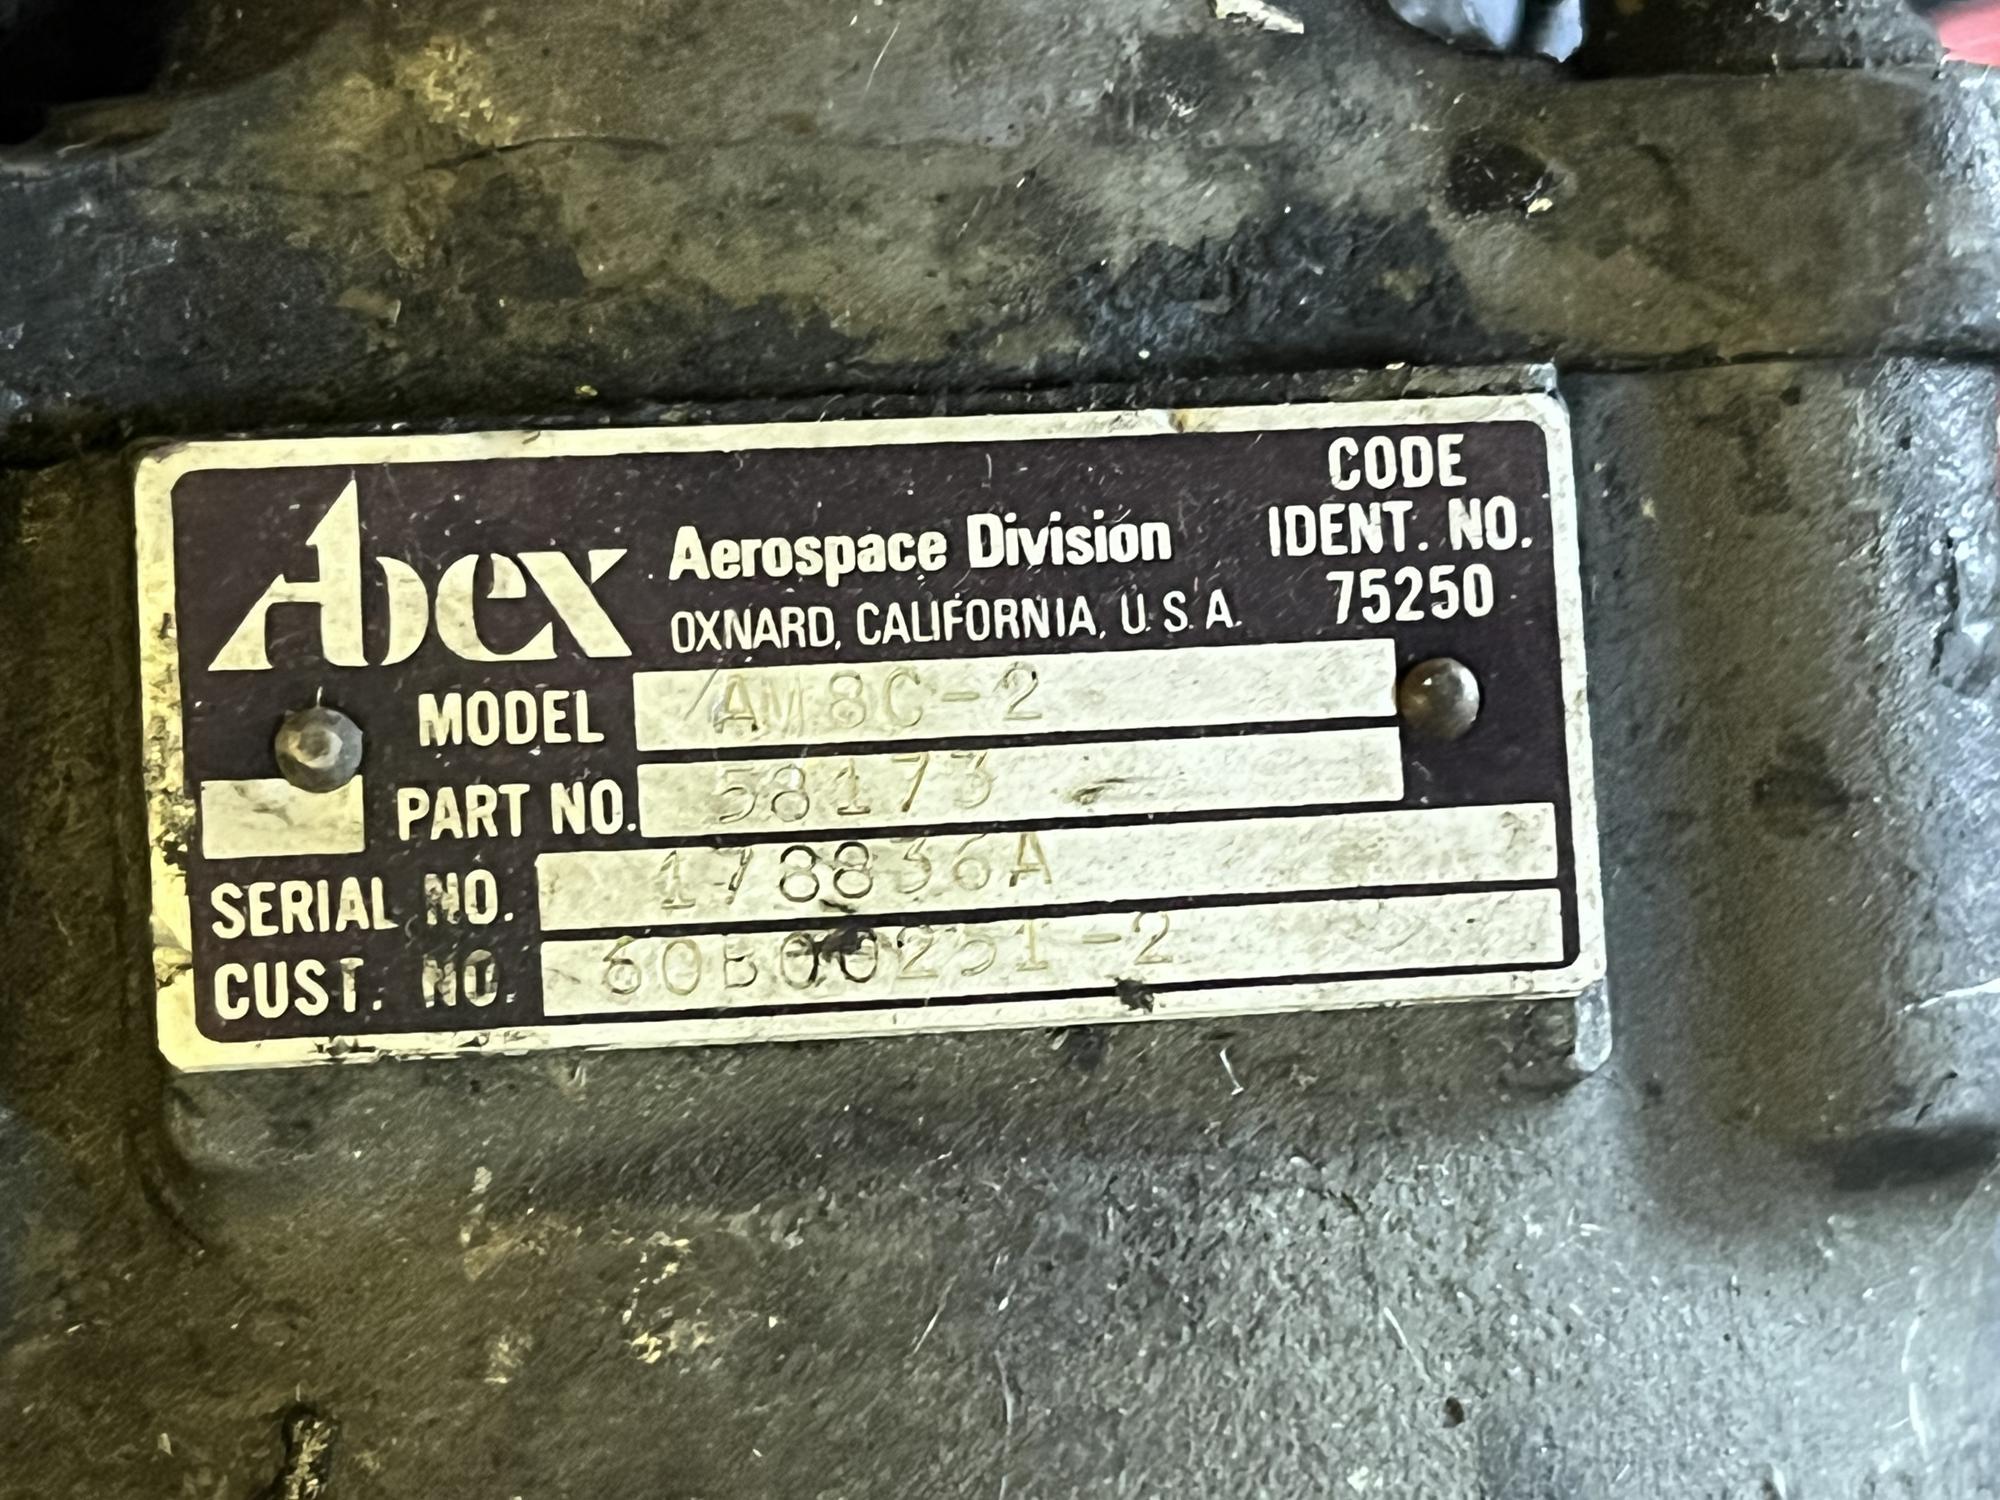 Abex Aerospace Division
OXNARD, CALIFORNIA, U.S.A.
CODE
IDENT. NO.
75250
MODEL AM8C-2
PART NO. 58173
SERIAL NO. 178836A
CUST. NO. 60B00251-2